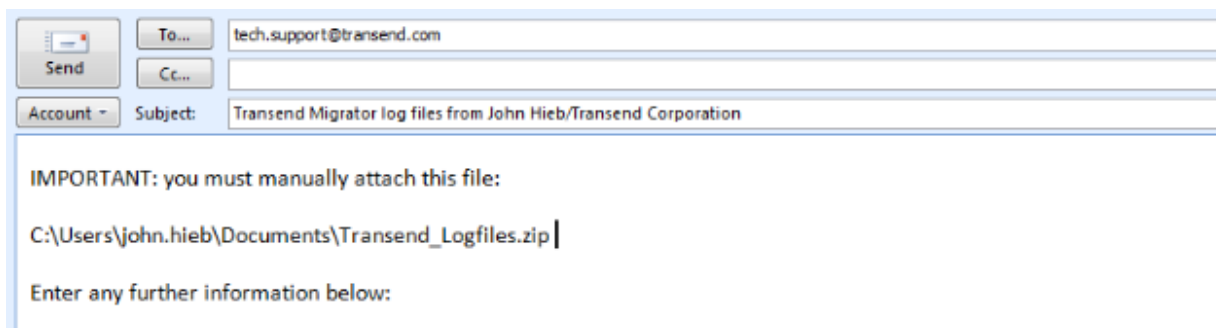 To...
tech.support@transend.com
Send
Cc...
Account
Subject:
Transend Migrator log files from John Hieb/Transend Corporation
IMPORTANT: you must manually attach this file:
C:\Users\john.hieb\Documents\Transend_Logfiles.zip
Enter any further information below: